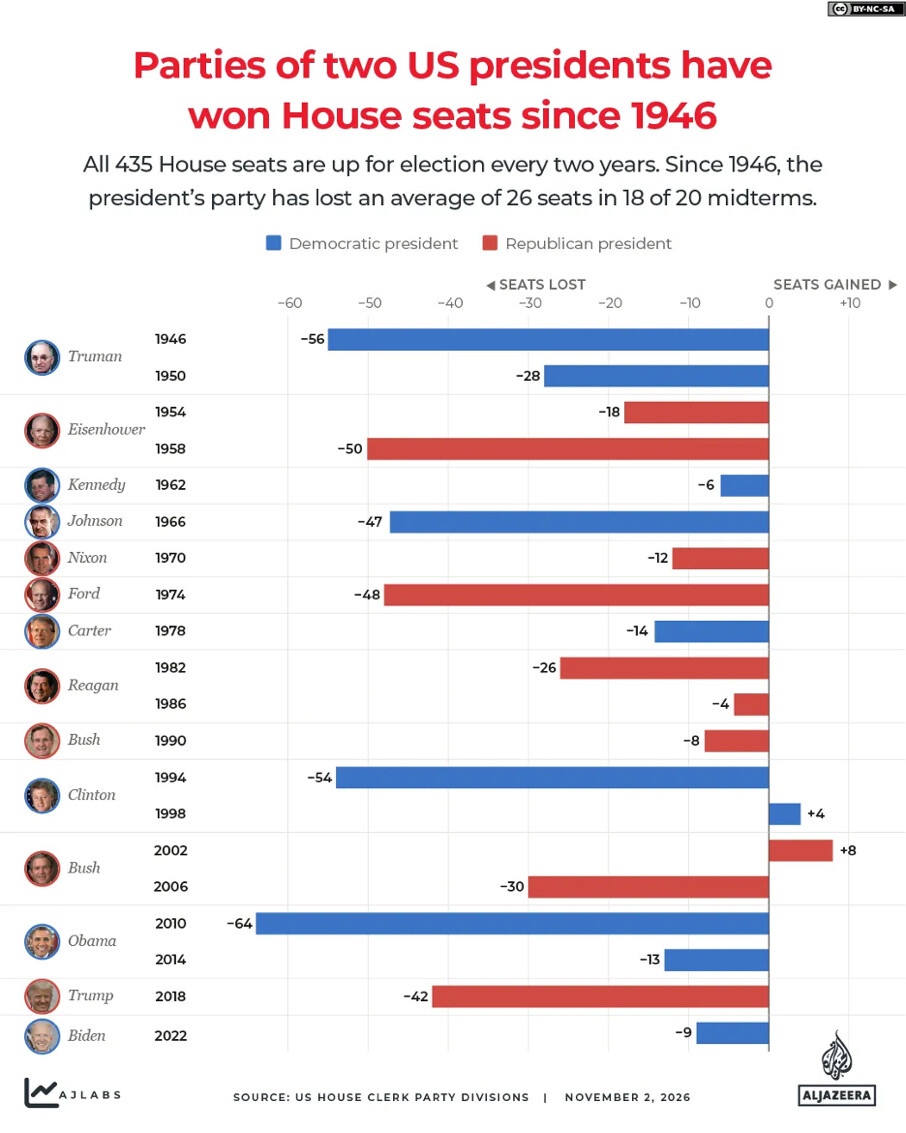 BY-NC-SA
Parties of two US presidents have
won House seats since 1946
All 435 House seats are up for election every two years. Since 1946, the
president’s party has lost an average of 26 seats in 18 of 20 midterms.
Democratic president Republican president
◀ SEATS LOST SEATS GAINED ▶
−60 −50 −40 −30 −20 −10 0 +10
Truman
1946 −56
1950 −28
Eisenhower
1954 −18
1958 −50
Kennedy 1962 −6
Johnson 1966 −47
Nixon 1970 −12
Ford 1974 −48
Carter 1978 −14
Reagan
1982 −26
1986 −4
Bush 1990 −8
Clinton
1994 −54
1998 +4
Bush
2002 +8
2006 −30
Obama
2010 −64
2014 −13
Trump 2018 −42
Biden 2022 −9
AJLABS
SOURCE: US HOUSE CLERK PARTY DIVISIONS | NOVEMBER 2, 2026
ALJAZEERA